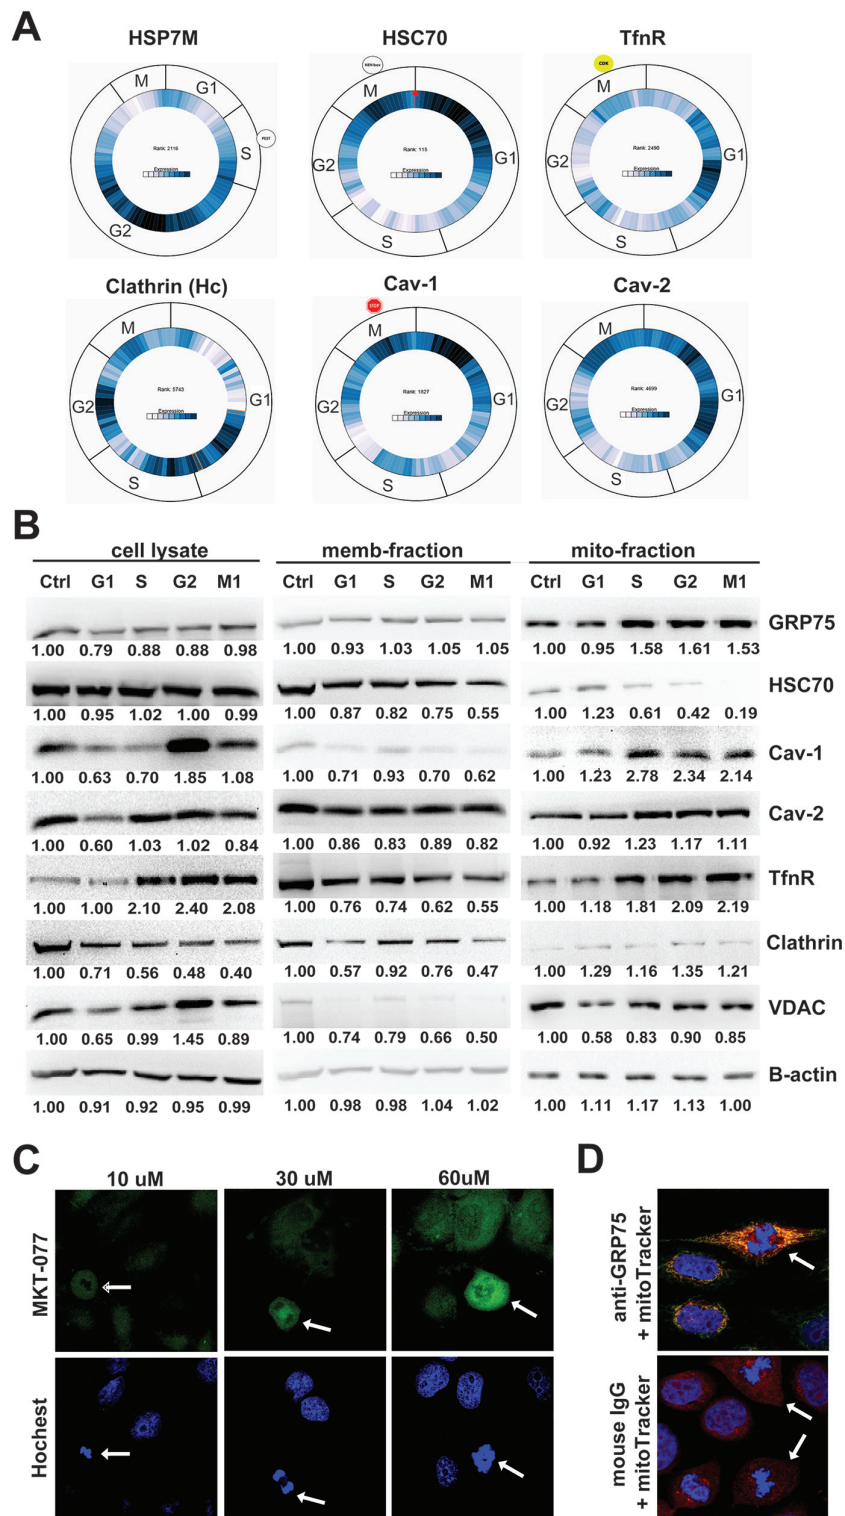 A
HSP7M HSC70 TfnR
M G1 S G2
PEST
Rank: 2116
Expression
KEN box
M G1 S G2
Rank: 115
Expression
CDK
M G1 S G2
Rank: 2490
Expression
Clathrin (Hc) Cav-1 Cav-2
M G1 S G2
Rank: 5743
Expression
STOP
M G1 S G2
Rank: 1827
Expression
M G1 S G2
Rank: 4699
Expression
B
cell lysate memb-fraction mito-fraction
Ctrl G1 S G2 M1 Ctrl G1 S G2 M1 Ctrl G1 S G2 M1
GRP75
1.00 0.79 0.88 0.88 0.98 1.00 0.93 1.03 1.05 1.05 1.00 0.95 1.58 1.61 1.53
HSC70
1.00 0.95 1.02 1.00 0.99 1.00 0.87 0.82 0.75 0.55 1.00 1.23 0.61 0.42 0.19
Cav-1
1.00 0.63 0.70 1.85 1.08 1.00 0.71 0.93 0.70 0.62 1.00 1.23 2.78 2.34 2.14
Cav-2
1.00 0.60 1.03 1.02 0.84 1.00 0.86 0.83 0.89 0.82 1.00 0.92 1.23 1.17 1.11
TfnR
1.00 1.00 2.10 2.40 2.08 1.00 0.76 0.74 0.62 0.55 1.00 1.18 1.81 2.09 2.19
Clathrin
1.00 0.71 0.56 0.48 0.40 1.00 0.57 0.92 0.76 0.47 1.00 1.29 1.16 1.35 1.21
VDAC
1.00 0.65 0.99 1.45 0.89 1.00 0.74 0.79 0.66 0.50 1.00 0.58 0.83 0.90 0.85
B-actin
1.00 0.91 0.92 0.95 0.99 1.00 0.98 0.98 1.04 1.02 1.00 1.11 1.17 1.13 1.00
C
10 uM 30 uM 60uM
MKT-077
Hochest
D
anti-GRP75
+ mitoTracker
mouse IgG
+ mitoTracker